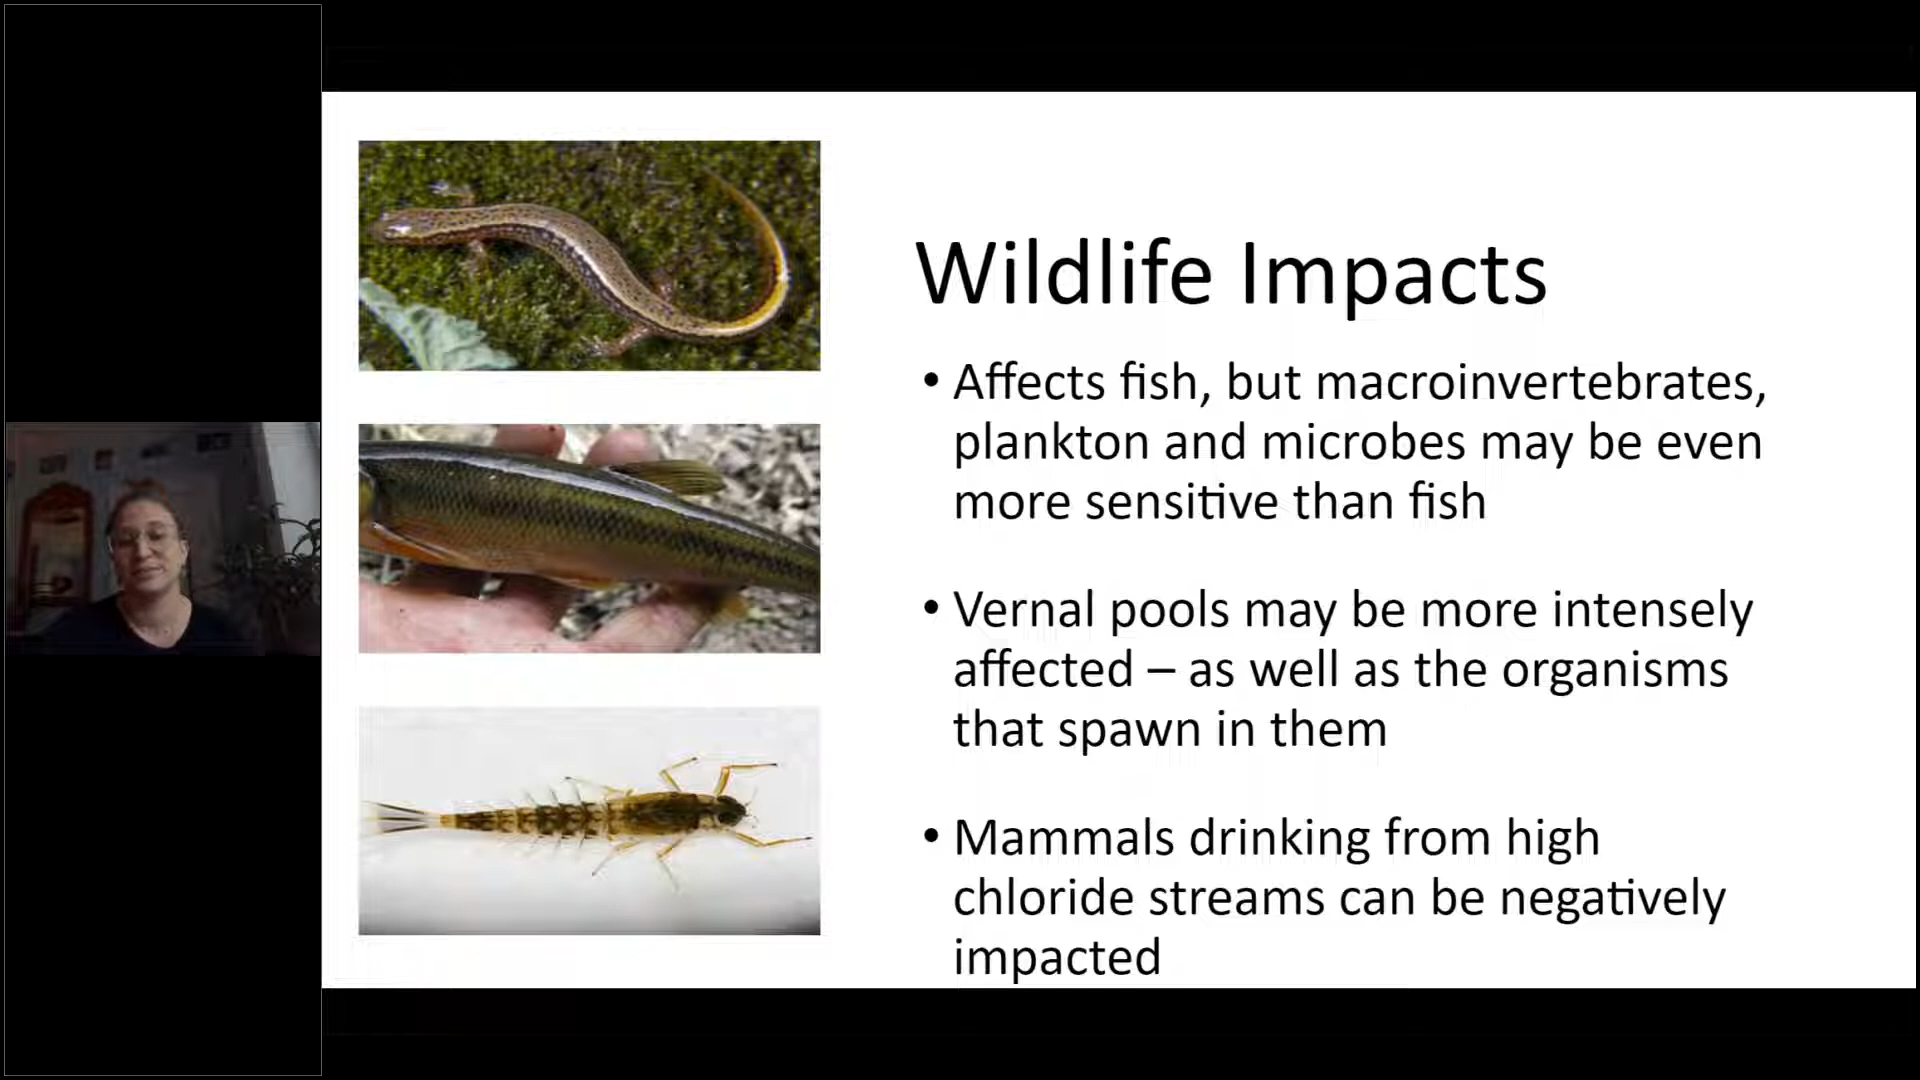 Wildlife Impacts
• Affects fish, but macroinvertebrates,
plankton and microbes may be even
more sensitive than fish
• Vernal pools may be more intensely
affected – as well as the organisms
that spawn in them
• Mammals drinking from high
chloride streams can be negatively
impacted